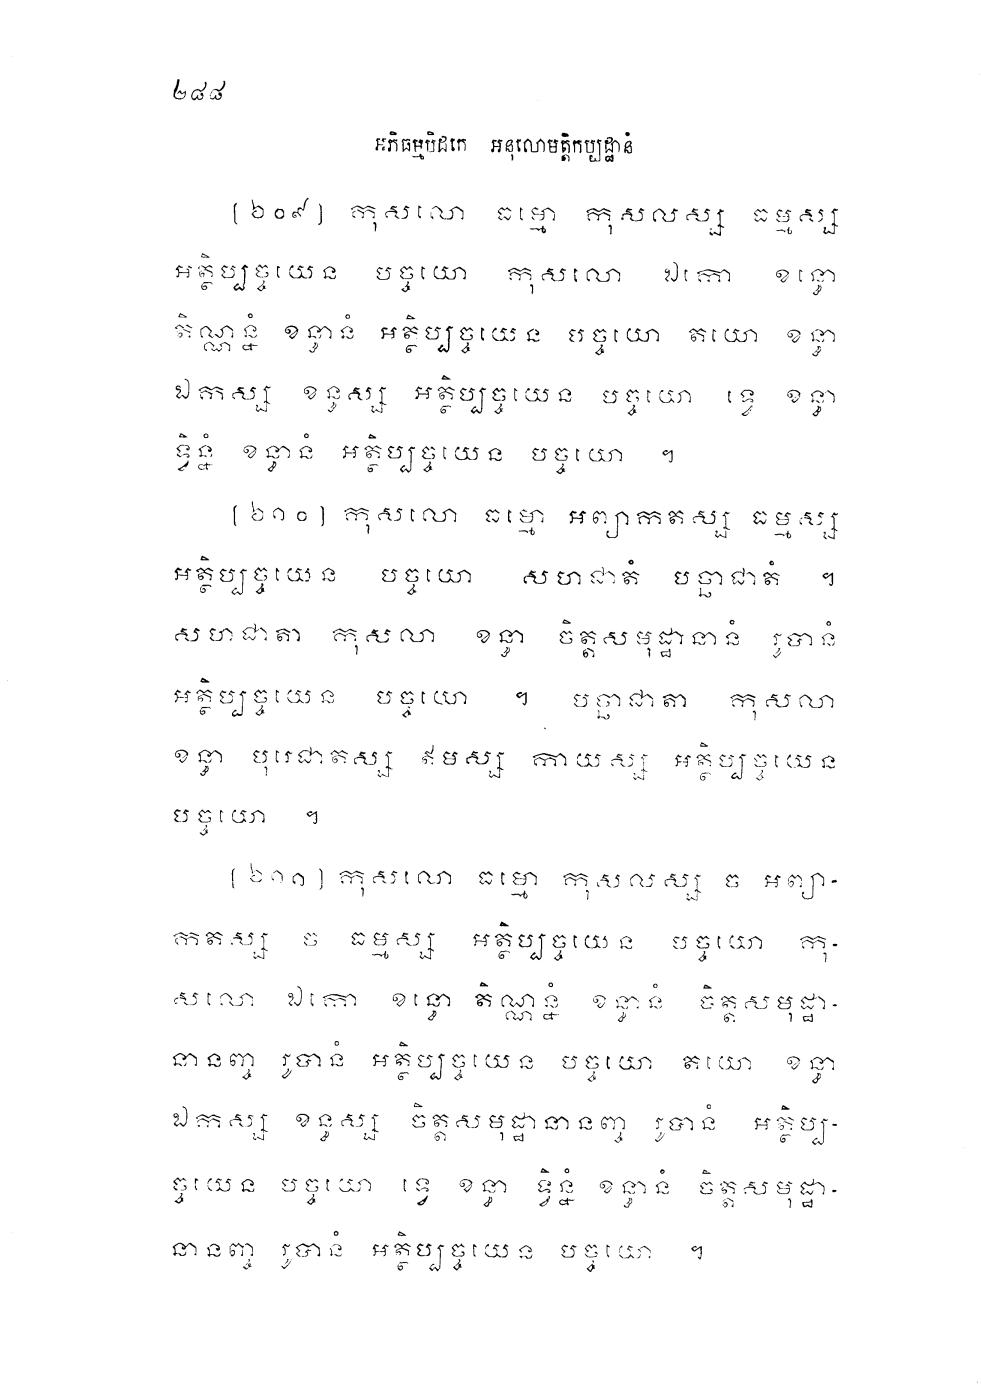 ២៨៨
អភិធម្មបិដកេ អនុលោមត្តិកប្បដ្ឋានំ
[៦០៩] កុសលោ ធម្មោ កុសលស្ស ធម្មស្ស
អត្ថិប្បច្ចយេន បច្ចយោ កុសលោ ឯកោ ខន្ធោ
តិណ្ណន្នំ ខន្ធានំ អត្ថិប្បច្ចយេន បច្ចយោ តយោ ខន្ធា
ឯកស្ស ខន្ធស្ស អត្ថិប្បច្ចយេន បច្ចយោ ទ្វេ ខន្ធា
ទ្វិន្នំ ខន្ធានំ អត្ថិប្បច្ចយេន បច្ចយោ ។
[៦១០] កុសលោ ធម្មោ អព្យាកតស្ស ធម្មស្ស
អត្ថិប្បច្ចយេន បច្ចយោ សហជាតំ បច្ឆាជាតំ ។
សហជាតា កុសលា ខន្ធា ចិត្តសមុដ្ឋានានំ រូបានំ
អត្ថិប្បច្ចយេន បច្ចយោ ។ បច្ឆាជាតា កុសលា
ខន្ធា បុរេជាតស្ស ឥមស្ស កាយស្ស អត្ថិប្បច្ចយេន
បច្ចយោ ។
[៦១១] កុសលោ ធម្មោ កុសលស្ស ច អព្យា-
កតស្ស ច ធម្មស្ស អត្ថិប្បច្ចយេន បច្ចយោ កុ-
សលោ ឯកោ ខន្ធោ តិណ្ណន្នំ ខន្ធានំ ចិត្តសមុដ្ឋា-
នានញ្ច រូបានំ អត្ថិប្បច្ចយេន បច្ចយោ តយោ ខន្ធា
ឯកស្ស ខន្ធស្ស ចិត្តសមុដ្ឋានានញ្ច រូបានំ អត្ថិប្ប-
ច្ចយេន បច្ចយោ ទ្វេ ខន្ធា ទ្វិន្នំ ខន្ធានំ ចិត្តសមុដ្ឋា-
នានញ្ច រូបានំ អត្ថិប្បច្ចយេន បច្ចយោ ។